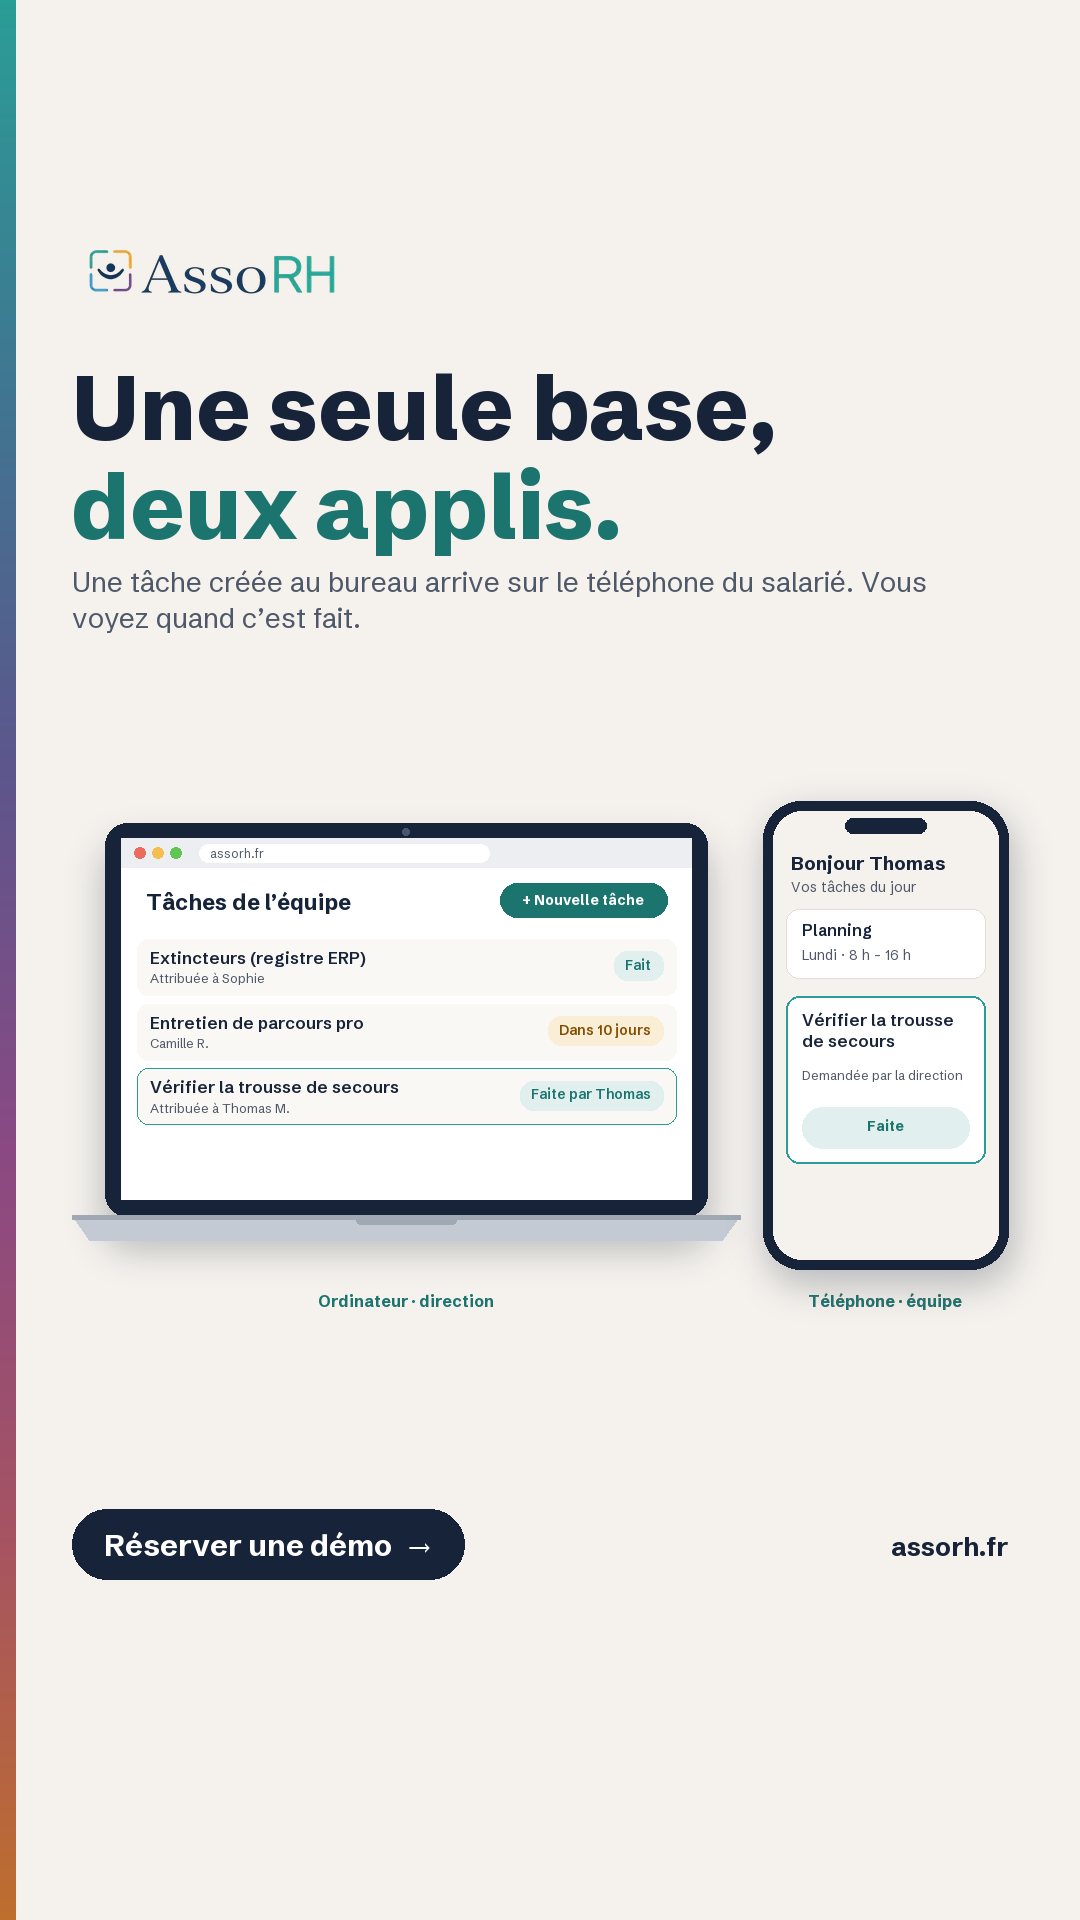 AssoRH
Une seule base,
deux applis.
Une tâche créée au bureau arrive sur le téléphone du salarié. Vous
voyez quand c’est fait.
assorh.fr
Tâches de l’équipe
+ Nouvelle tâche
Extincteurs (registre ERP)
Attribuée à Sophie
Fait
Entretien de parcours pro
Camille R.
Dans 10 jours
Vérifier la trousse de secours
Attribuée à Thomas M.
Faite par Thomas
Ordinateur · direction
Bonjour Thomas
Vos tâches du jour
Planning
Lundi · 8 h – 16 h
Vérifier la trousse
de secours
Demandée par la direction
Faite
Téléphone · équipe
Réserver une démo →
assorh.fr